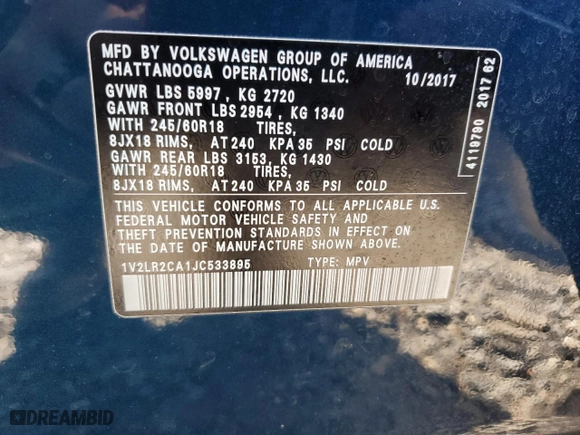 MFD BY VOLKSWAGEN GROUP OF AMERICA
CHATTANOOGA OPERATIONS, LLC. 10/2017
GVWR LBS 5997 , KG 2720
GAWR FRONT LBS 2954 , KG 1340
WITH 245/60R18 TIRES,
8JX18 RIMS, AT 240 KPA 35 PSI COLD
GAWR REAR LBS 3153, KG 1430
WITH 245/60R18 TIRES,
8JX18 RIMS, AT 240 KPA 35 PSI COLD
THIS VEHICLE CONFORMS TO ALL APPLICABLE U.S.
FEDERAL MOTOR VEHICLE SAFETY AND
THEFT PREVENTION STANDARDS IN EFFECT ON
THE DATE OF MANUFACTURE SHOWN ABOVE.
1V2LR2CA1JC533895 TYPE: MPV
4119790 2017 62
DREAMBID